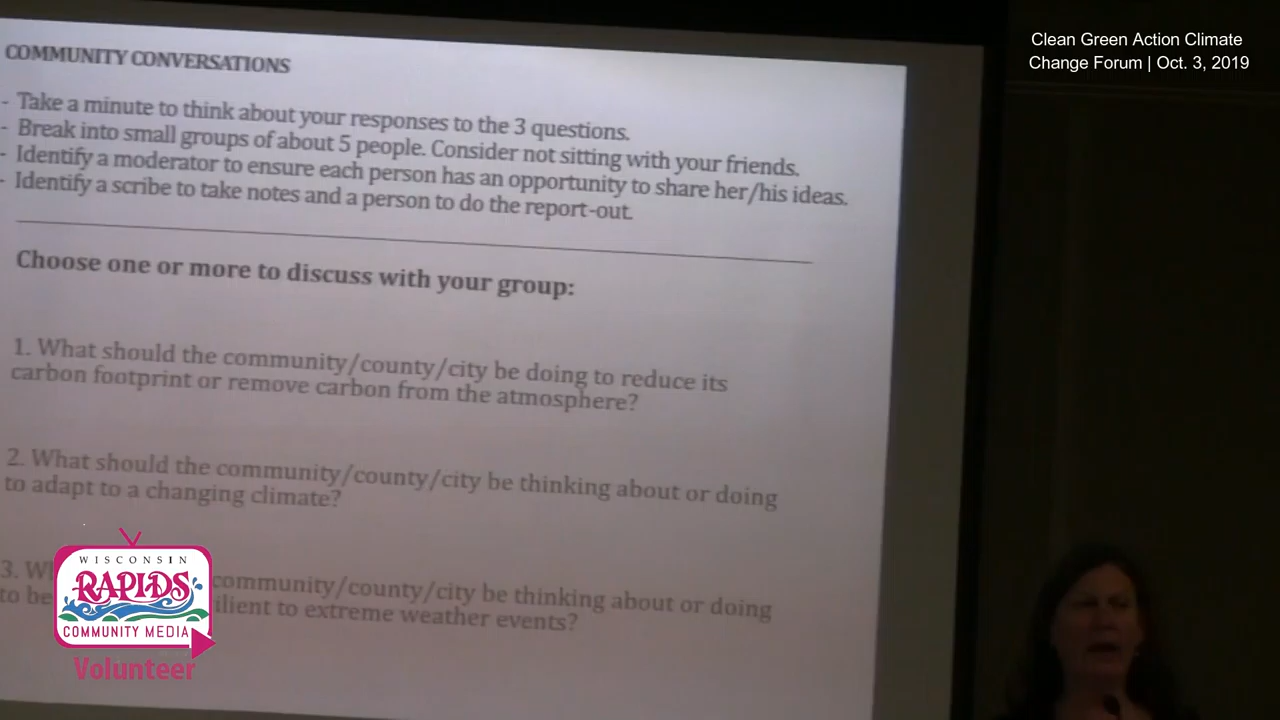 COMMUNITY CONVERSATIONS
- Take a minute to think about your responses to the 3 questions.
- Break into small groups of about 5 people. Consider not sitting with your friends.
- Identify a moderator to ensure each person has an opportunity to share her/his ideas.
- Identify a scribe to take notes and a person to do the report-out.
Choose one or more to discuss with your group:
1. What should the community/county/city be doing to reduce its
carbon footprint or remove carbon from the atmosphere?
2. What should the community/county/city be thinking about or doing
to adapt to a changing climate?
3. community/county/city be thinking about or doing
to be to extreme weather events?
Clean Green Action Climate
Change Forum | Oct. 3, 2019
WISCONSIN
RAPIDS
COMMUNITY MEDIA
Volunteer